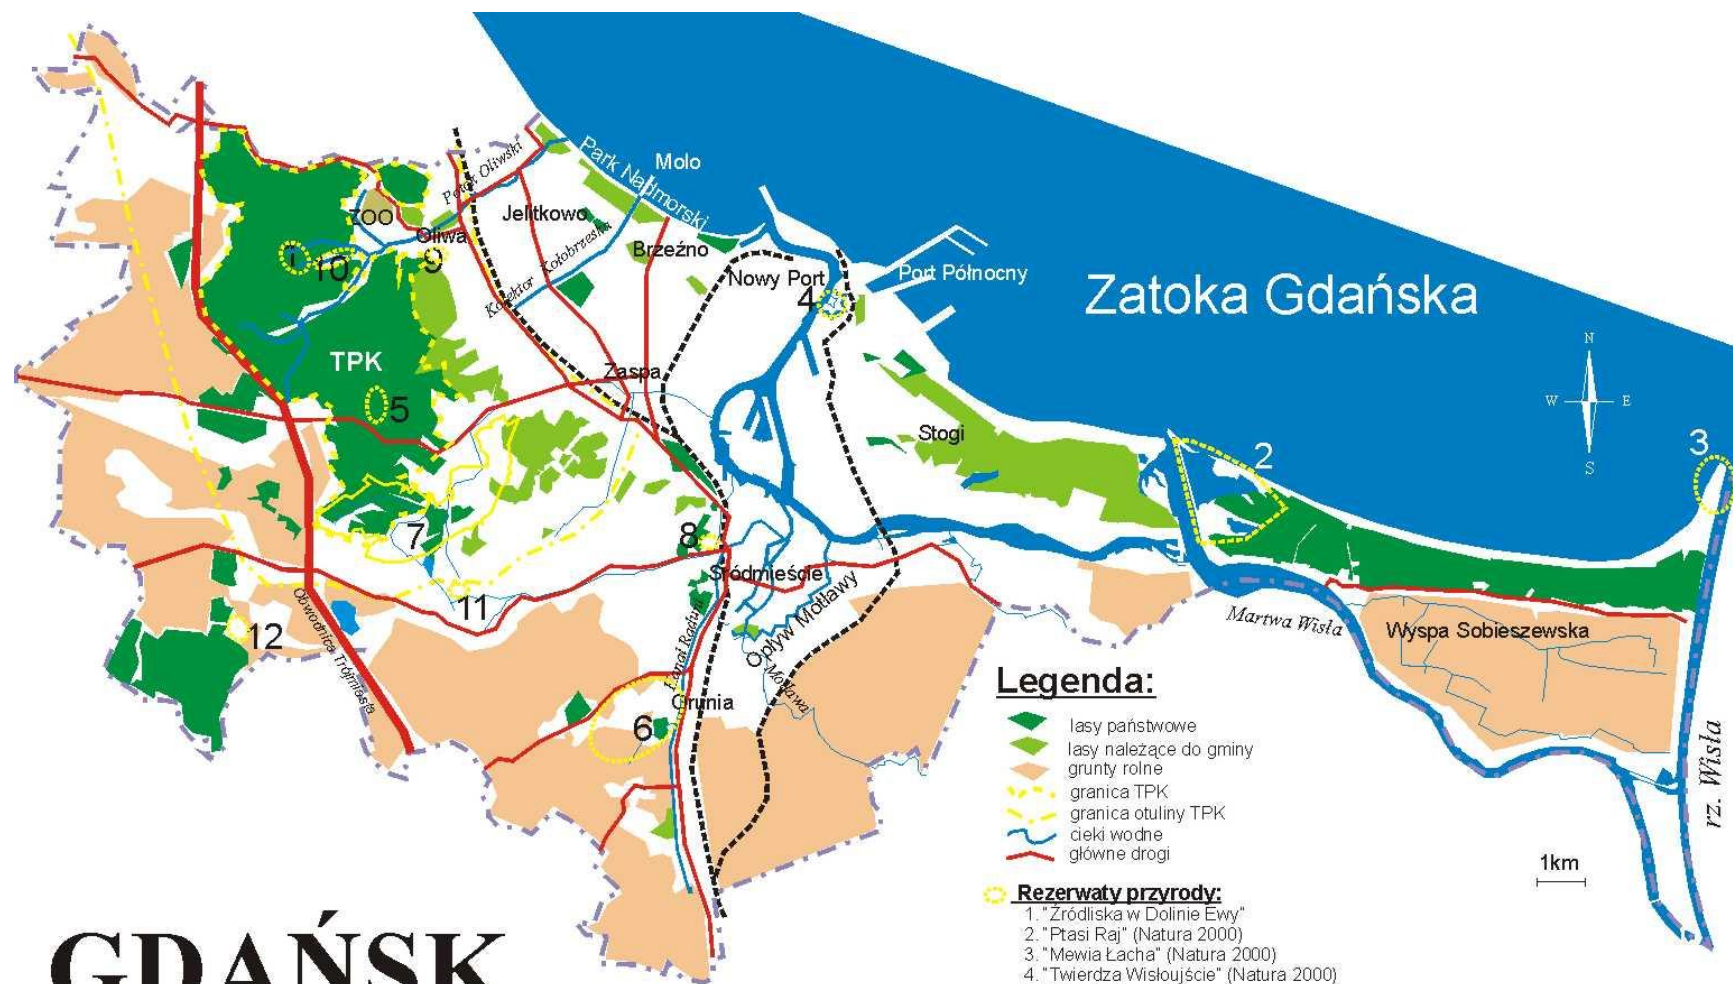 Potok Oliwski
Park Nadmorski
Molo
ZOO
Jelitkowo
Oliwa
Kolektor Kołobrzeska
Brzeźno
1
10
9
Nowy Port
4
Port Północny
Zatoka Gdańska
N
W
E
S
TPK
5
Zaspa
Stogi
2
3
7
8
Śródmieście
11
Obwodnica Trójmiasta
12
Kanał Raduni
Opływ Motławy
Motława
Martwa Wisła
Wyspa Sobieszewska
6
Orunia
rz. Wisła
Legenda:
lasy państwowe
lasy należące do gminy
grunty rolne
granica TPK
granica otuliny TPK
cieki wodne
główne drogi
1km
Rezerwaty przyrody:
1. "Źródliska w Dolinie Ewy"
2. "Ptasi Raj" (Natura 2000)
3. "Mewia Łacha" (Natura 2000)
4. "Twierdza Wisłoujście" (Natura 2000)
GDAŃSK